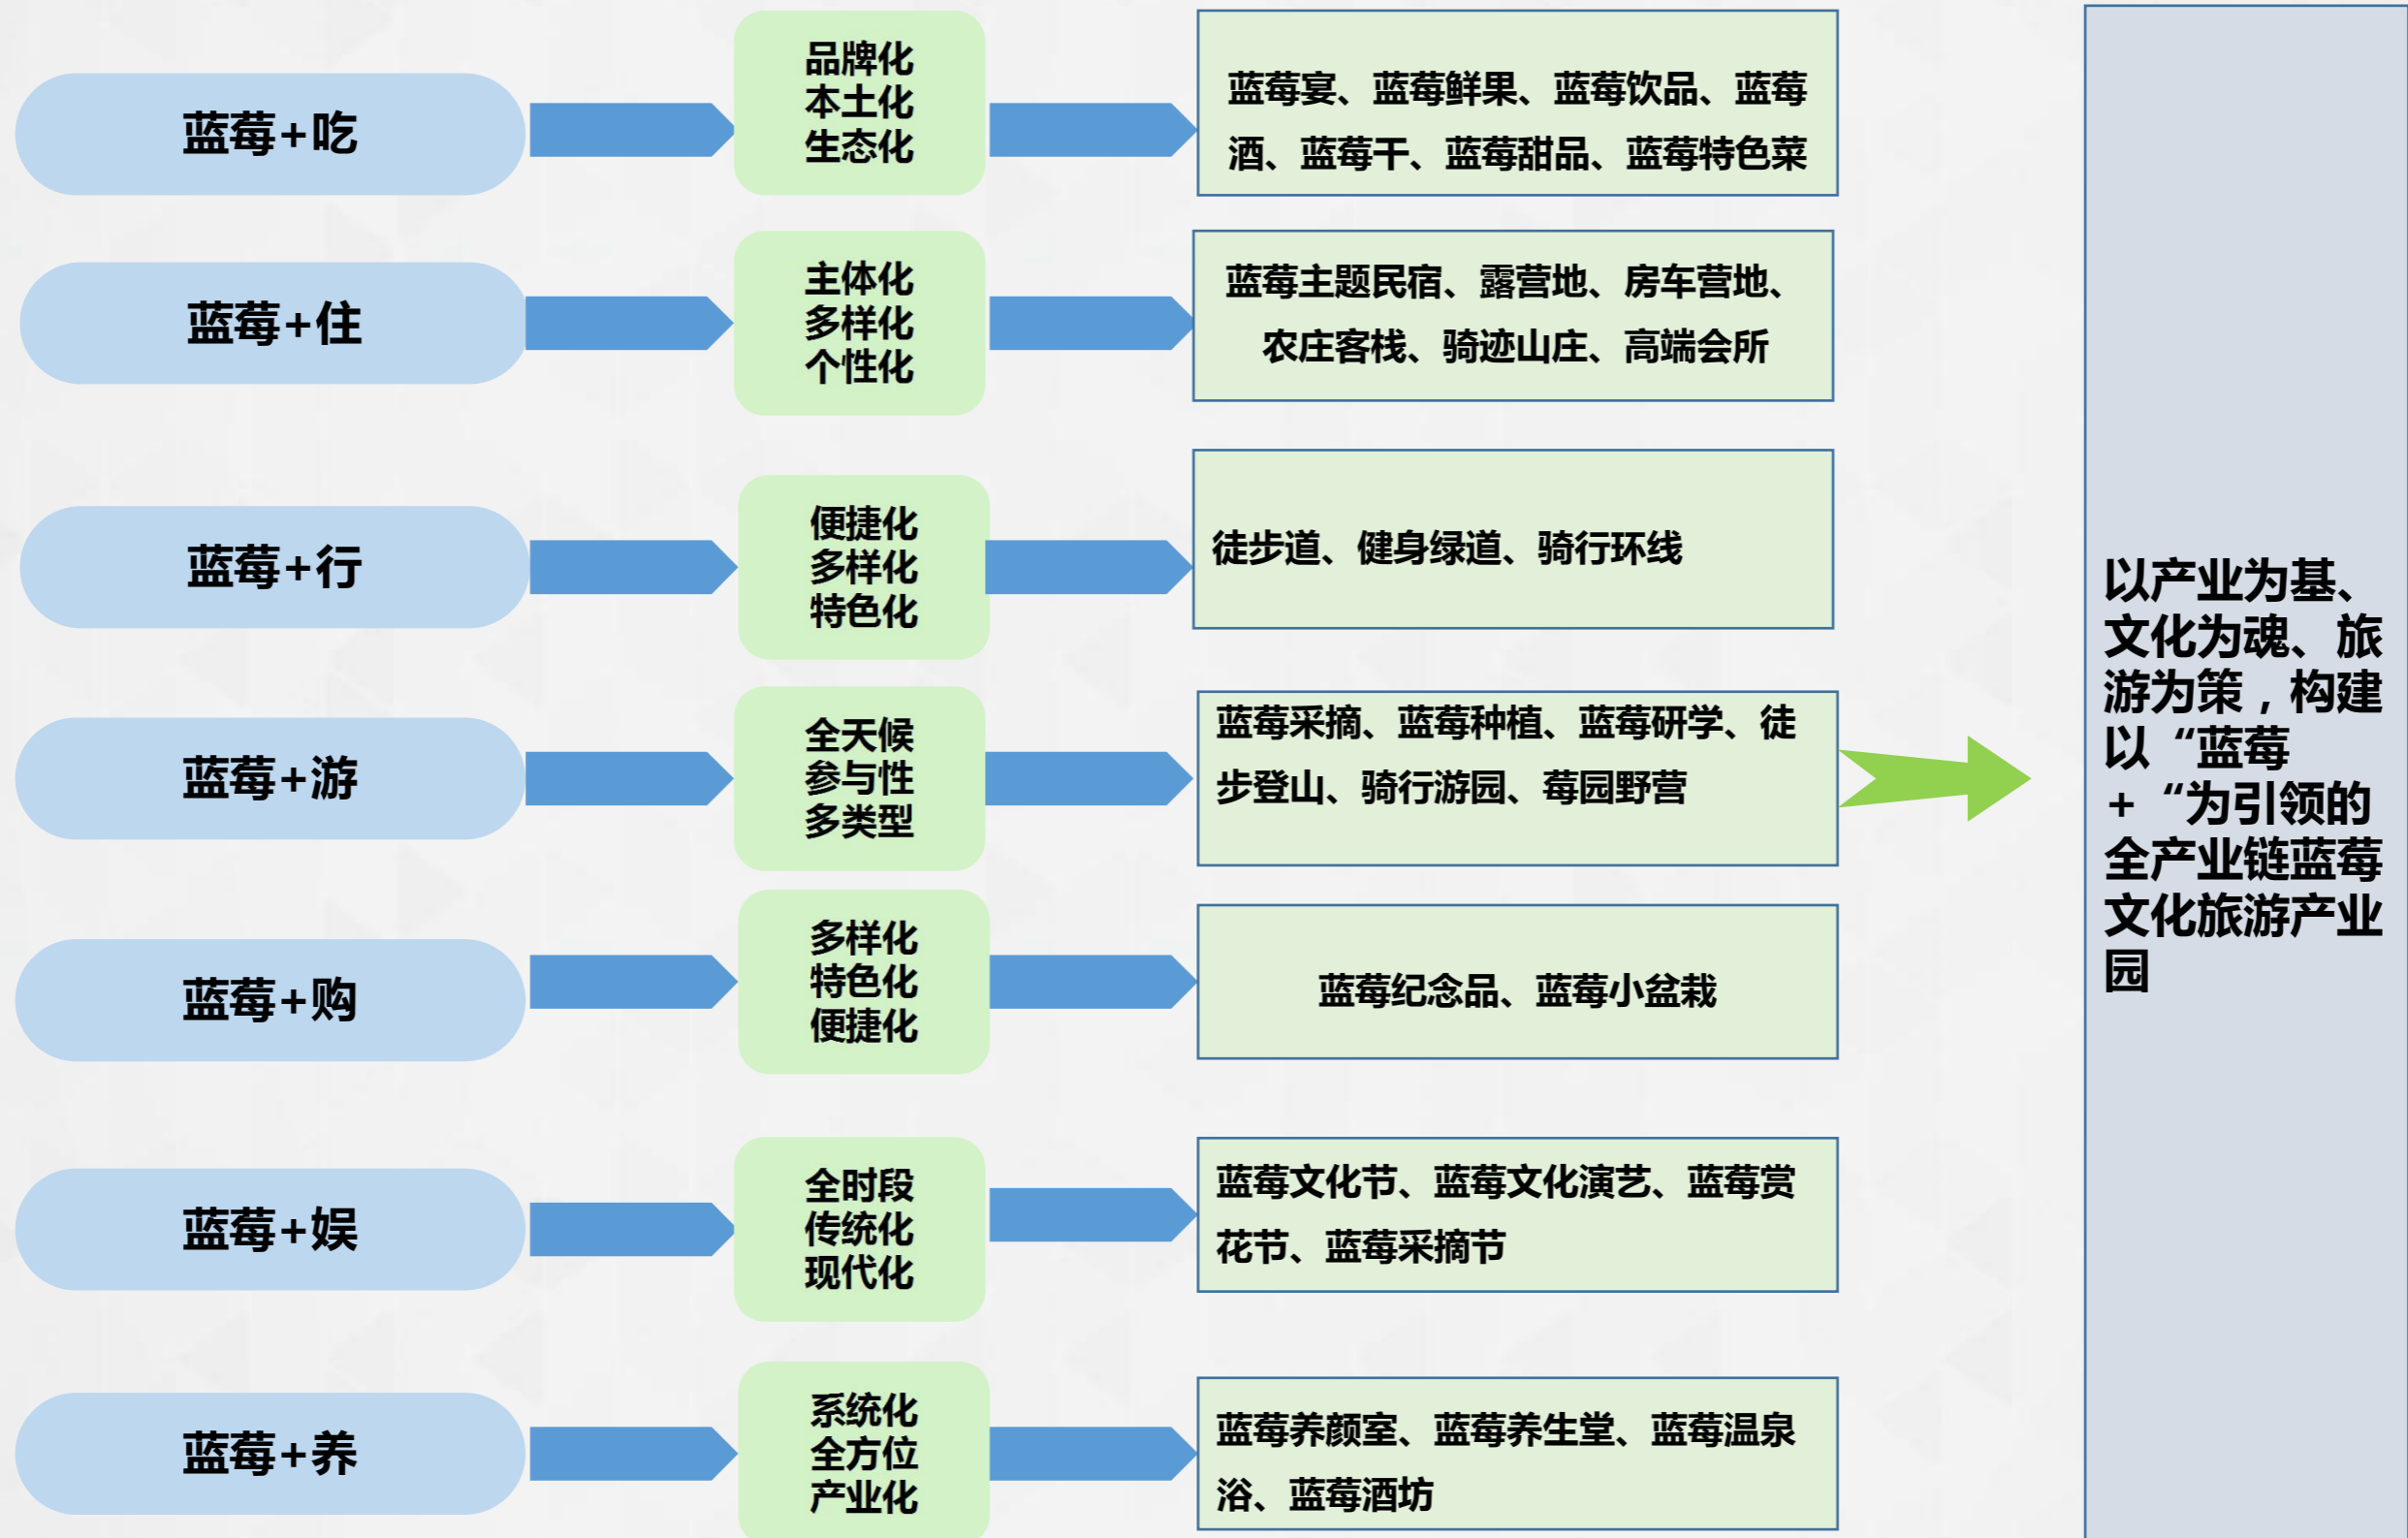 蓝莓+吃
品牌化
本土化
生态化
蓝莓宴、蓝莓鲜果、蓝莓饮品、蓝莓
酒、蓝莓干、蓝莓甜品、蓝莓特色菜
蓝莓+住
主体化
多样化
个性化
蓝莓主题民宿、露营地、房车营地、
农庄客栈、骑迹山庄、高端会所
蓝莓+行
便捷化
多样化
特色化
徒步道、健身绿道、骑行环线
蓝莓+游
全天候
参与性
多类型
蓝莓采摘、蓝莓种植、蓝莓研学、徒
步登山、骑行游园、莓园野营
蓝莓+购
多样化
特色化
便捷化
蓝莓纪念品、蓝莓小盆栽
蓝莓+娱
全时段
传统化
现代化
蓝莓文化节、蓝莓文化演艺、蓝莓赏
花节、蓝莓采摘节
蓝莓+养
系统化
全方位
产业化
蓝莓养颜室、蓝莓养生堂、蓝莓温泉
浴、蓝莓酒坊
以产业为基、
文化为魂、旅
游为策，构建
以“蓝莓
+“为引领的
全产业链蓝莓
文化旅游产业
园